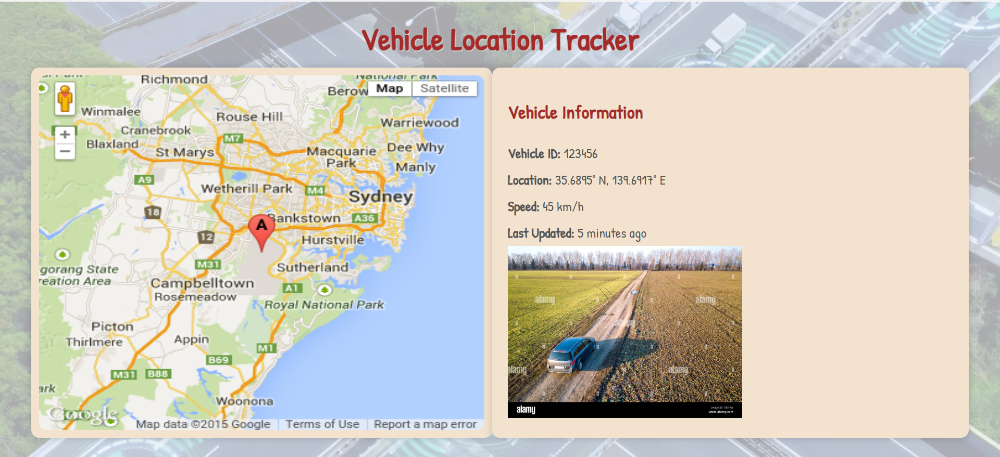 Vehicle Location Tracker
Richmond
National Park
Berow
Map
Satellite
Winmalee
Rouse Hill
Warriewood
Cranebrook
M7
+
Blaxland
St Marys
Macquarie
Park
Dee Why
−
Manly
A9
Wetherill Park
M4
Sydney
18
Bankstown
A36
A
12
Hurstville
M31
Sutherland
gorang State
reation Area
Campbelltown
A1
Rosemeadow
Royal National Park
Picton
Thirlmere
Appin
M1
B69
M31
B88
ark
Woonona
Google
Map data ©2015 Google
Terms of Use
Report a map error
Vehicle Information
Vehicle ID: 123456
Location: 35.6895° N, 139.6917° E
Speed: 45 km/h
Last Updated: 5 minutes ago
a a a a a
alamy a a alamy
a a alamy a a
a a a a
alamy a alamy a
a a a a
alamy
www.alamy.com